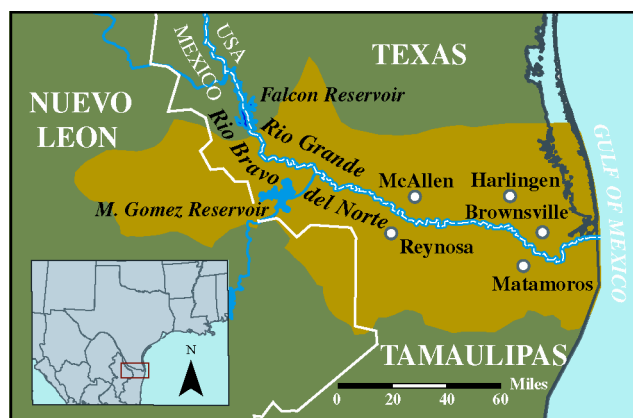 USA
MEXICO
TEXAS
NUEVO
LEON
Falcon Reservoir
Rio Grande
Rio Bravo
del Norte
M. Gomez Reservoir
McAllen
Harlingen
Brownsville
Reynosa
Matamoros
GULF OF MEXICO
TAMAULIPAS
N
Miles
0 20 40 60